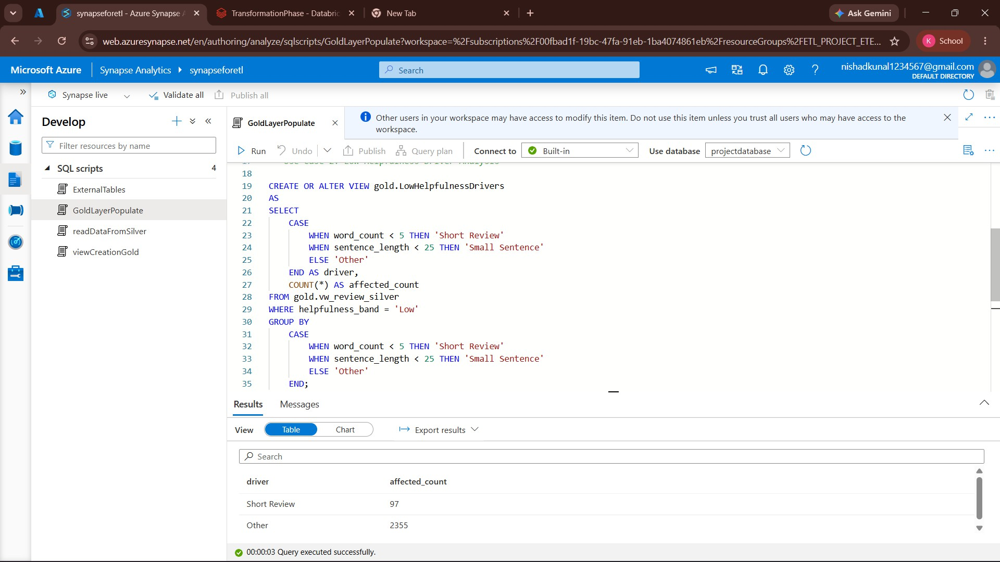 synapseforetl - Azure Synapse A
TransformationPhase - Databric
New Tab
Ask Gemini
web.azuresynapse.net/en/authoring/analyze/sqlscripts/GoldLayerPopulate?workspace=%2Fsubscriptions%2F00fbad1f-19bc-47fa-91eb-1ba4074861eb%2FresourceGroups%2FETL_PROJECT_ETE...
K School
Microsoft Azure
Synapse Analytics
synapseforetl
Search
nishadkunal1234567@gmail.com
DEFAULT DIRECTORY
Synapse live
Validate all
Publish all
Develop
Filter resources by name
SQL scripts 4
ExternalTables
GoldLayerPopulate
readDataFromSilver
viewCreationGold
GoldLayerPopulate
Other users in your workspace may have access to modify this item. Do not use this item unless you trust all users who may have access to the
workspace.
Run
Undo
Publish
Query plan
Connect to
Built-in
Use database
projectdatabase
18
19 CREATE OR ALTER VIEW gold.LowHelpfulnessDrivers
20 AS
21 SELECT
22 CASE
23 WHEN word_count < 5 THEN 'Short Review'
24 WHEN sentence_length < 25 THEN 'Small Sentence'
25 ELSE 'Other'
26 END AS driver,
27 COUNT(*) AS affected_count
28 FROM gold.vw_review_silver
29 WHERE helpfulness_band = 'Low'
30 GROUP BY
31 CASE
32 WHEN word_count < 5 THEN 'Short Review'
33 WHEN sentence_length < 25 THEN 'Small Sentence'
34 ELSE 'Other'
35 END;
Results
Messages
View
Table
Chart
Export results
Search
driver affected_count
Short Review 97
Other 2355
00:00:03 Query executed successfully.